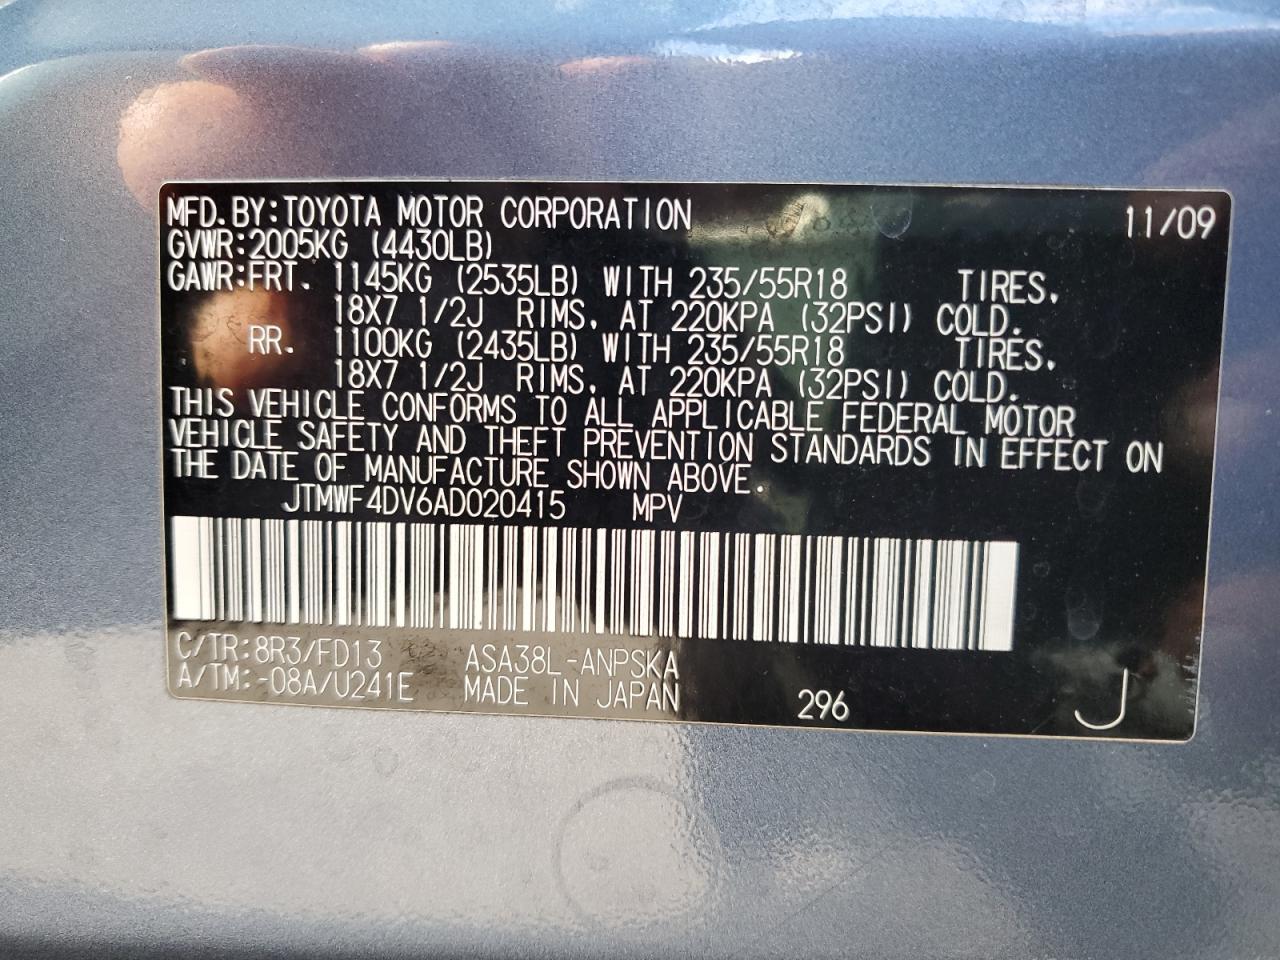 MFD.BY:TOYOTA MOTOR CORPORATION 11/09
GVWR:2005KG (4430LB)
GAWR:FRT. 1145KG (2535LB) WITH 235/55R18 TIRES.
18X7 1/2J RIMS, AT 220KPA (32PSI) COLD.
RR. 1100KG (2435LB) WITH 235/55R18 TIRES.
18X7 1/2J RIMS, AT 220KPA (32PSI) COLD.
THIS VEHICLE CONFORMS TO ALL APPLICABLE FEDERAL MOTOR
VEHICLE SAFETY AND THEFT PREVENTION STANDARDS IN EFFECT ON
THE DATE OF MANUFACTURE SHOWN ABOVE.
JTMWF4DV6AD020415 MPV
C/TR:8R3/FD13 ASA38L-ANPSKA
A/TM:-08A/U241E MADE IN JAPAN 296 J